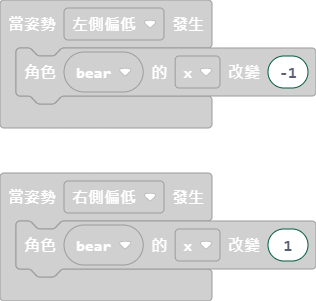 當姿勢 左側偏低 發生
角色 bear 的 x 改變 -1
當姿勢 右側偏低 發生
角色 bear 的 x 改變 1